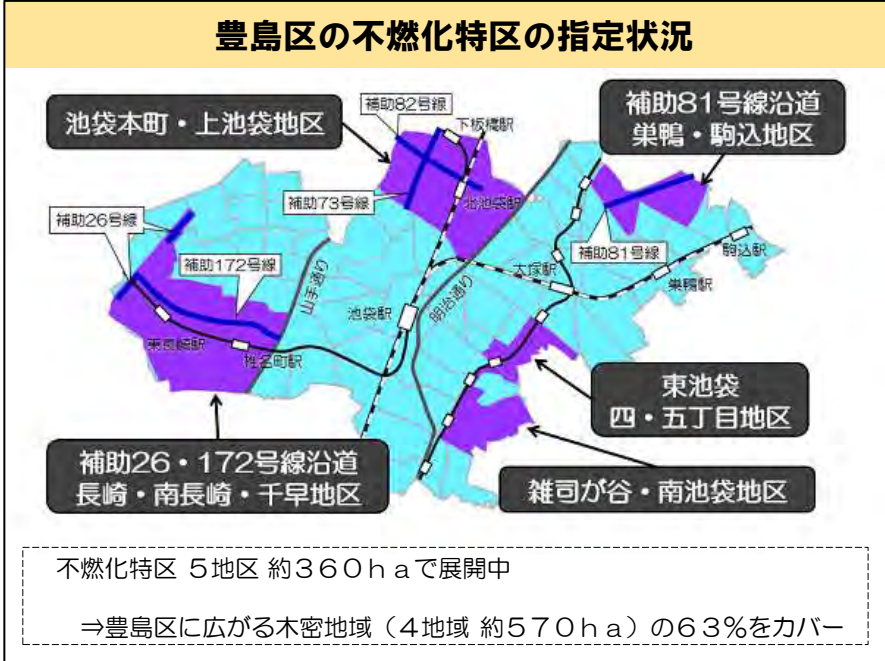 豊島区の不燃化特区の指定状況
補助82号線
下板橋駅
池袋本町・上池袋地区
補助81号線沿道
巣鴨・駒込地区
補助73号線
北池袋駅
補助26号線
補助172号線
山手通り
補助81号線
駒込駅
大塚駅
巣鴨駅
池袋駅
明治通り
東長崎駅
椎名町駅
東池袋
四・五丁目地区
補助26・172号線沿道
長崎・南長崎・千早地区
雑司が谷・南池袋地区
不燃化特区 5地区 約360haで展開中
⇒豊島区に広がる木密地域(4地域 約570ha)の63%をカバー